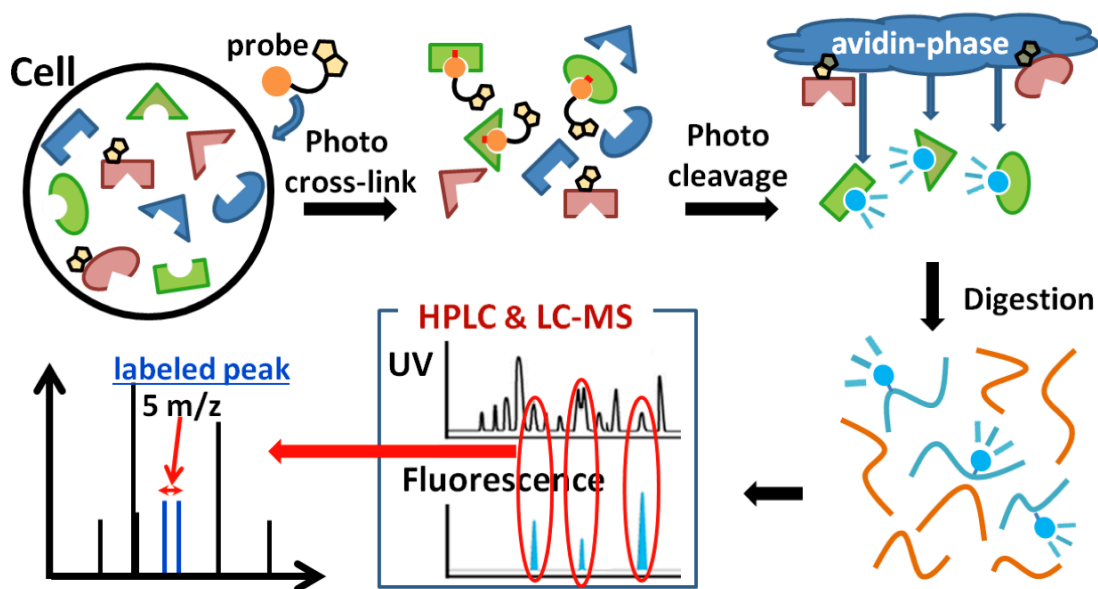 Cell
probe
Photo
cross-link
Photo
cleavage
avidin-phase
Digestion
HPLC & LC-MS
UV
Fluorescence
labeled peak
5 m/z